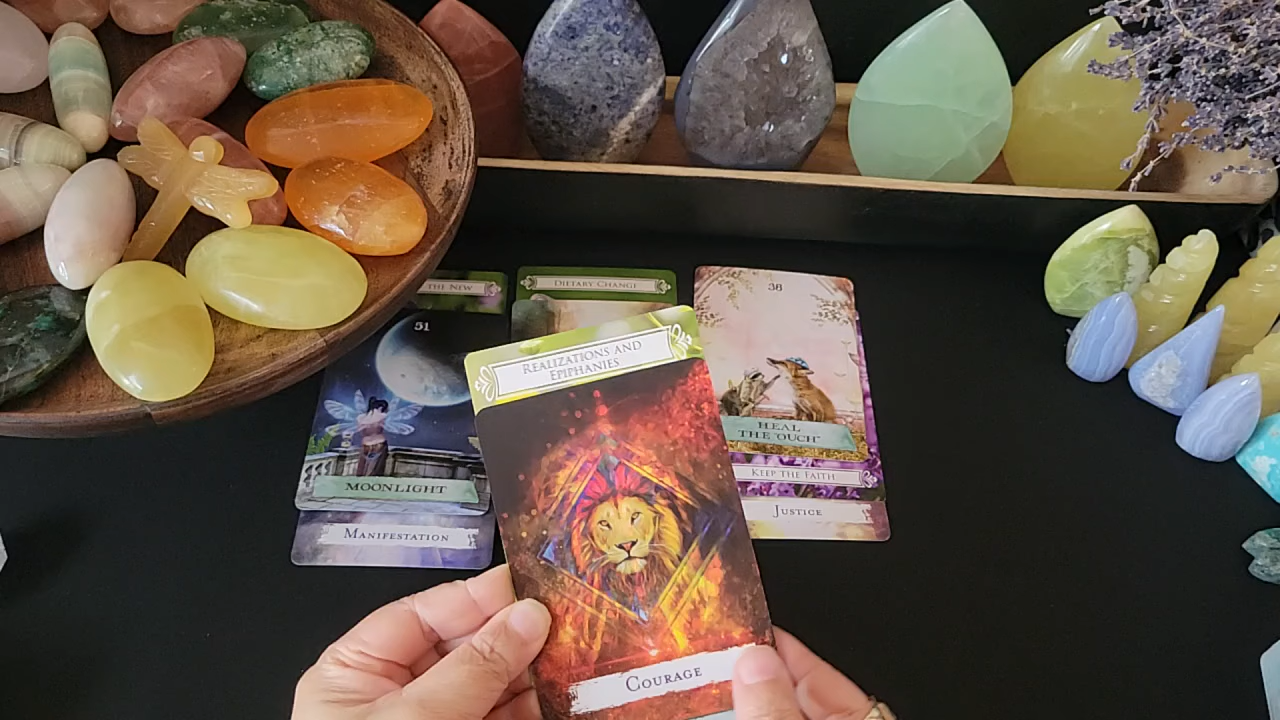 THE NEW
DIETARY CHANGE
38
51
REALIZATIONS AND
EPIPHANIES
HEAL
THE "OUCH"
KEEP THE FAITH
MOONLIGHT
JUSTICE
MANIFESTATION
COURAGE